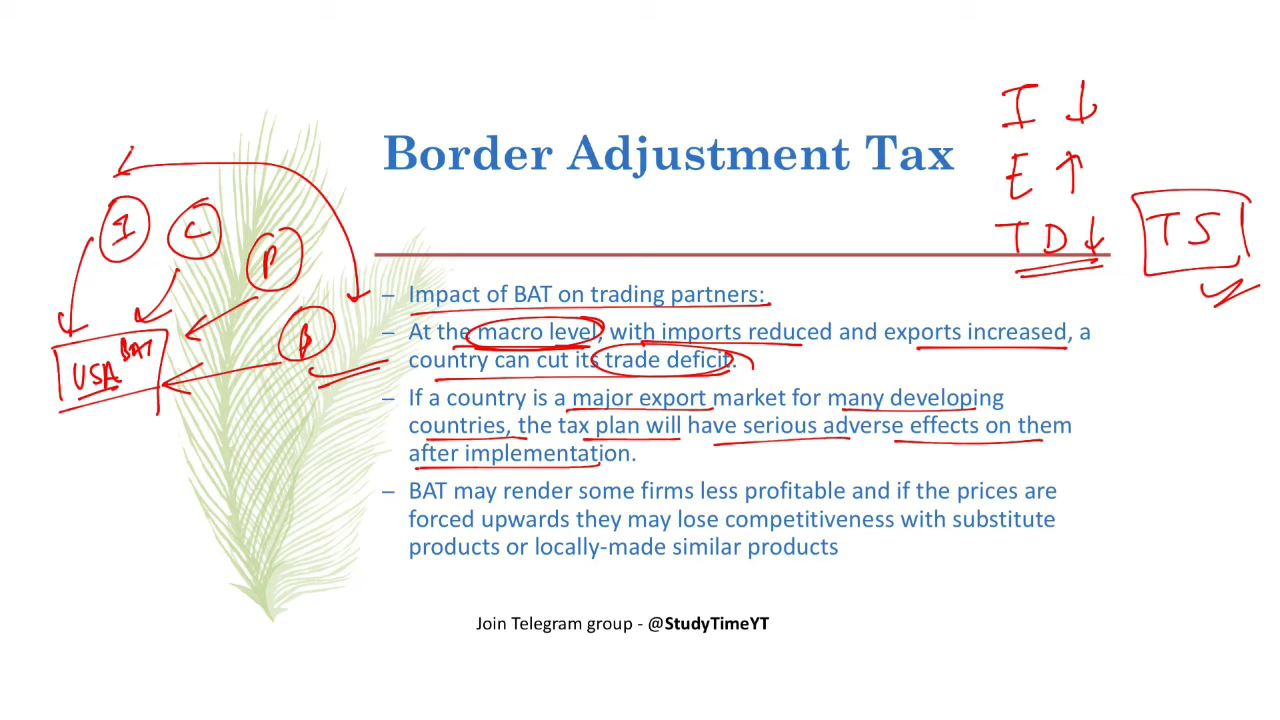 Border Adjustment Tax
– Impact of BAT on trading partners:
– At the macro level, with imports reduced and exports increased, a
country can cut its trade deficit.
– If a country is a major export market for many developing
countries, the tax plan will have serious adverse effects on them
after implementation.
– BAT may render some firms less profitable and if the prices are
forced upwards they may lose competitiveness with substitute
products or locally-made similar products
Join Telegram group - @StudyTimeYT
I ↓
E ↑
TD ↓
TS
I
C
P
B
USA BAT